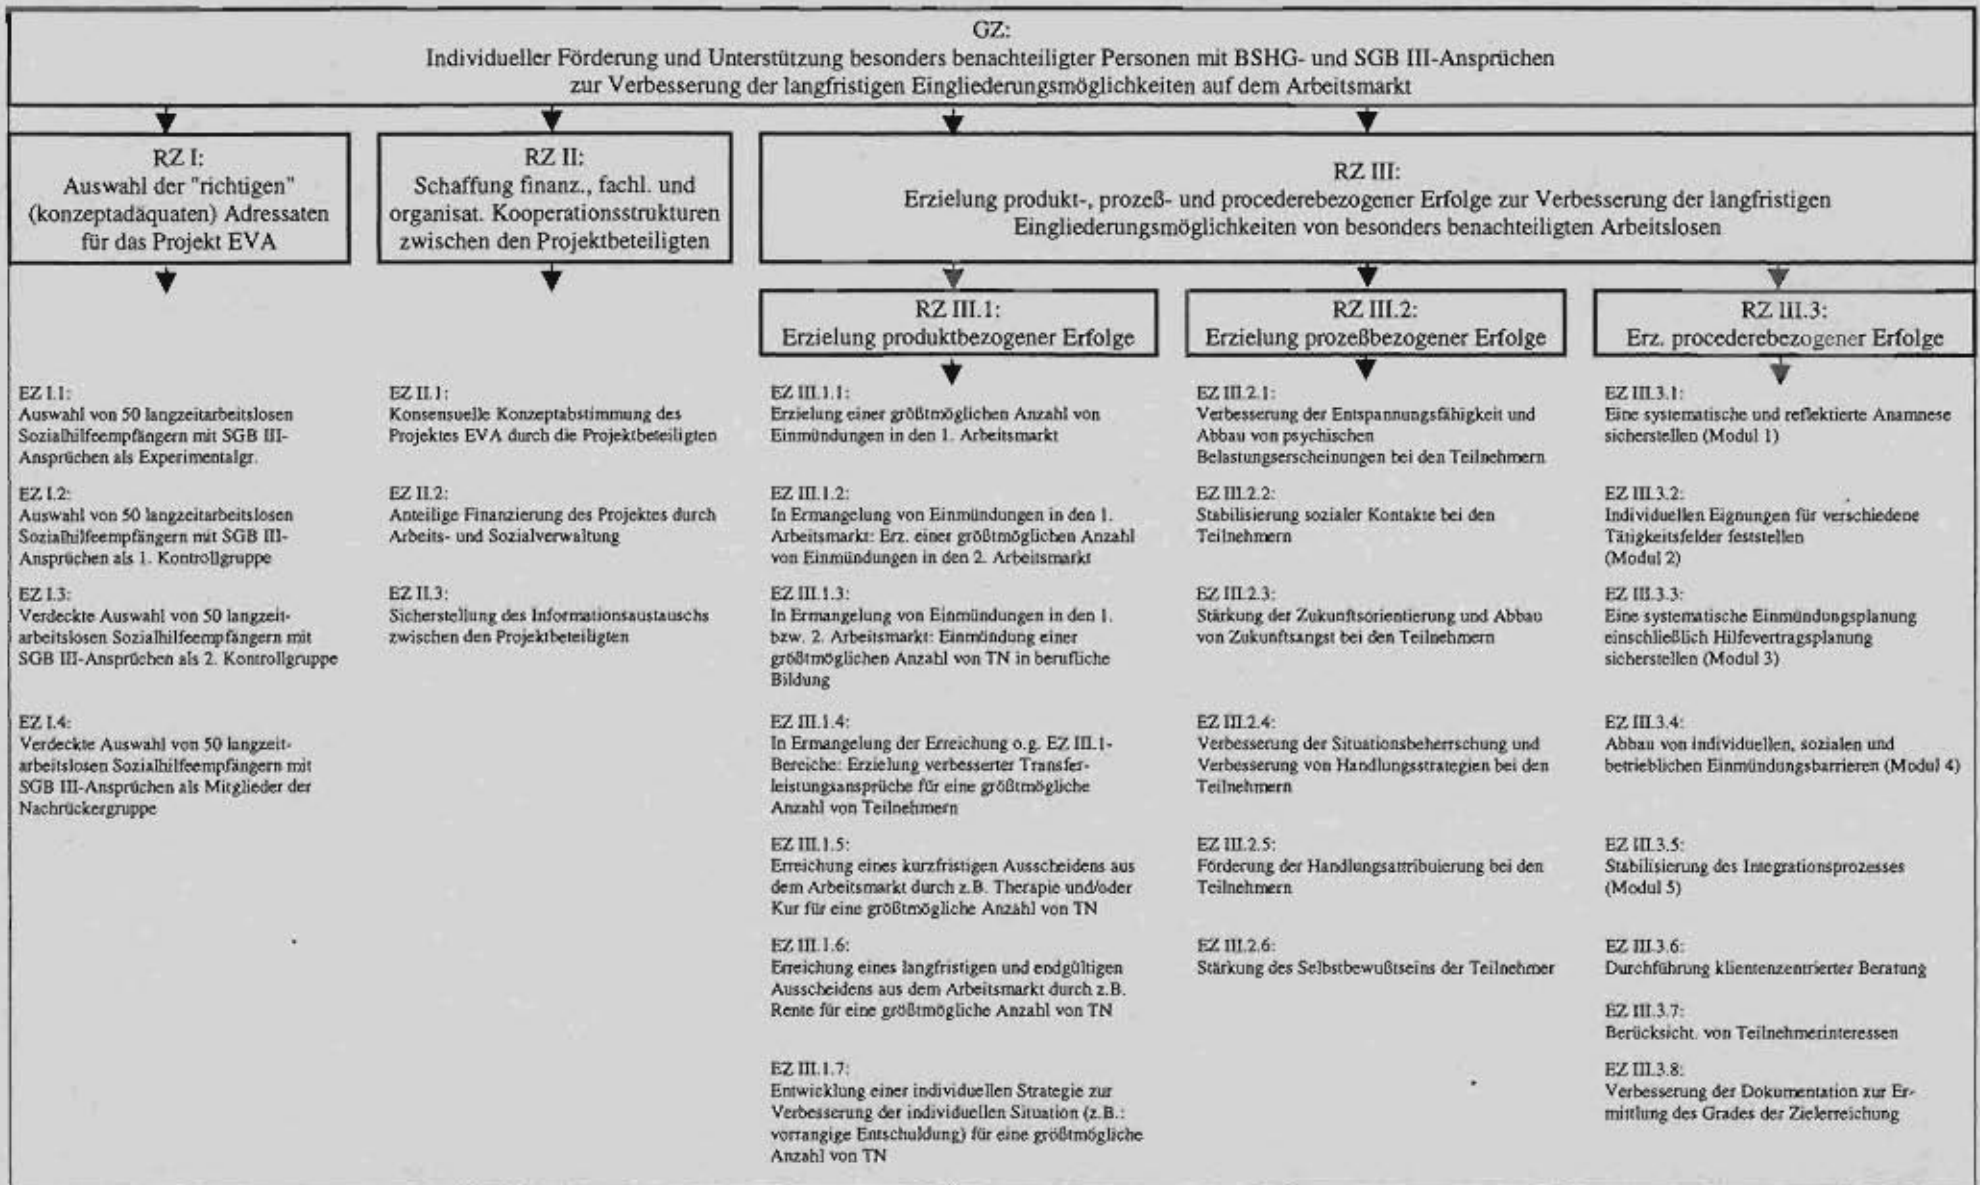 GZ:
Individueller Förderung und Unterstützung besonders benachteiligter Personen mit BSHG- und SGB III-Ansprüchen
zur Verbesserung der langfristigen Eingliederungsmöglichkeiten auf dem Arbeitsmarkt
RZ I:
Auswahl der "richtigen"
(konzeptadäquaten) Adressaten
für das Projekt EVA
RZ II:
Schaffung finanz., fachl. und
organisat. Kooperationsstrukturen
zwischen den Projektbeteiligten
RZ III:
Erzielung produkt-, prozeß- und procederebezogener Erfolge zur Verbesserung der langfristigen
Eingliederungsmöglichkeiten von besonders benachteiligten Arbeitslosen
RZ III.1:
Erzielung produktbezogener Erfolge
RZ III.2:
Erzielung prozeßbezogener Erfolge
RZ III.3:
Erz. procederebezogener Erfolge
EZ I.1:
Auswahl von 50 langzeitarbeitslosen
Sozialhilfeempfängern mit SGB III-
Ansprüchen als Experimentalgr.
EZ I.2:
Auswahl von 50 langzeitarbeitslosen
Sozialhilfeempfängern mit SGB III-
Ansprüchen als 1. Kontrollgruppe
EZ I.3:
Verdeckte Auswahl von 50 langzeit-
arbeitslosen Sozialhilfeempfängern mit
SGB III-Ansprüchen als 2. Kontrollgruppe
EZ I.4:
Verdeckte Auswahl von 50 langzeit-
arbeitslosen Sozialhilfeempfängern mit
SGB III-Ansprüchen als Mitglieder der
Nachrückergruppe
EZ II.1:
Konsensuelle Konzeptabstimmung des
Projektes EVA durch die Projektbeteiligten
EZ II.2:
Anteilige Finanzierung des Projektes durch
Arbeits- und Sozialverwaltung
EZ II.3:
Sicherstellung des Informationsaustauschs
zwischen den Projektbeteiligten
EZ III.1.1:
Erzielung einer größtmöglichen Anzahl von
Einmündungen in den 1. Arbeitsmarkt
EZ III.1.2:
In Ermangelung von Einmündungen in den 1.
Arbeitsmarkt: Erz. einer größtmöglichen Anzahl
von Einmündungen in den 2. Arbeitsmarkt
EZ III.1.3:
In Ermangelung von Einmündungen in den 1.
bzw. 2. Arbeitsmarkt: Einmündung einer
größtmöglichen Anzahl von TN in berufliche
Bildung
EZ III.1.4:
In Ermangelung der Erreichung o.g. EZ III.1-
Bereiche: Erzielung verbesserter Transfer-
leistungsansprüche für eine größtmögliche
Anzahl von Teilnehmern
EZ III.1.5:
Erreichung eines kurzfristigen Ausscheidens aus
dem Arbeitsmarkt durch z.B. Therapie und/oder
Kur für eine größtmögliche Anzahl von TN
EZ III.1.6:
Erreichung eines langfristigen und endgültigen
Ausscheidens aus dem Arbeitsmarkt durch z.B.
Rente für eine größtmögliche Anzahl von TN
EZ III.1.7:
Entwicklung einer individuellen Strategie zur
Verbesserung der individuellen Situation (z.B.:
vorrangige Entschuldung) für eine größtmögliche
Anzahl von TN
EZ III.2.1:
Verbesserung der Entspannungsfähigkeit und
Abbau von psychischen
Belastungserscheinungen bei den Teilnehmern
EZ III.2.2:
Stabilisierung sozialer Kontakte bei den
Teilnehmern
EZ III.2.3:
Stärkung der Zukunftsorientierung und Abbau
von Zukunftsangst bei den Teilnehmern
EZ III.2.4:
Verbesserung der Situationsbeherrschung und
Verbesserung von Handlungsstrategien bei den
Teilnehmern
EZ III.2.5:
Förderung der Handlungsattribuierung bei den
Teilnehmern
EZ III.2.6:
Stärkung des Selbstbewußtseins der Teilnehmer
EZ III.3.1:
Eine systematische und reflektierte Anamnese
sicherstellen (Modul 1)
EZ III.3.2:
Individuellen Eignungen für verschiedene
Tätigkeitsfelder feststellen
(Modul 2)
EZ III.3.3:
Eine systematische Einmündungsplanung
einschließlich Hilfevertragsplanung
sicherstellen (Modul 3)
EZ III.3.4:
Abbau von individuellen, sozialen und
betrieblichen Einmündungsbarrieren (Modul 4)
EZ III.3.5:
Stabilisierung des Integrationsprozesses
(Modul 5)
EZ III.3.6:
Durchführung klientenzentrierter Beratung
EZ III.3.7:
Berücksicht. von Teilnehmerinteressen
EZ III.3.8:
Verbesserung der Dokumentation zur Er-
mittlung des Grades der Zielerreichung